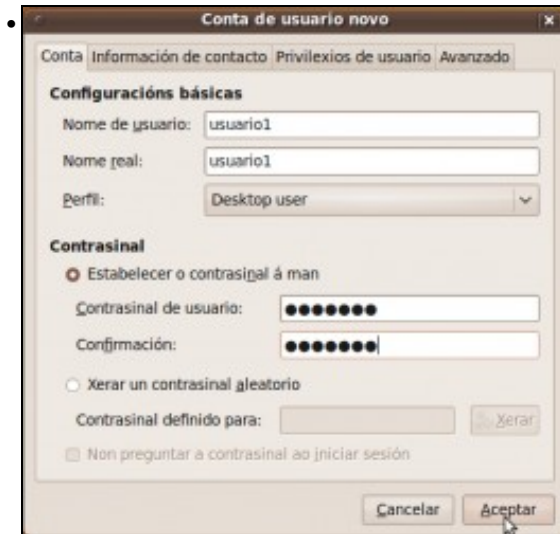 Conta de usuario novo
Conta Información de contacto Privilexios de usuario Avanzado
Configuracións básicas
Nome de usuario: usuario1
Nome real: usuario1
Perfil: Desktop user
Contrasinal
Estabelecer o contrasinal á man
Contrasinal de usuario: ●●●●●●●
Confirmación: ●●●●●●●
Xerar un contrasinal aleatorio
Contrasinal definido para: Xerar
Non preguntar a contrasinal ao iniciar sesión
Cancelar Aceptar